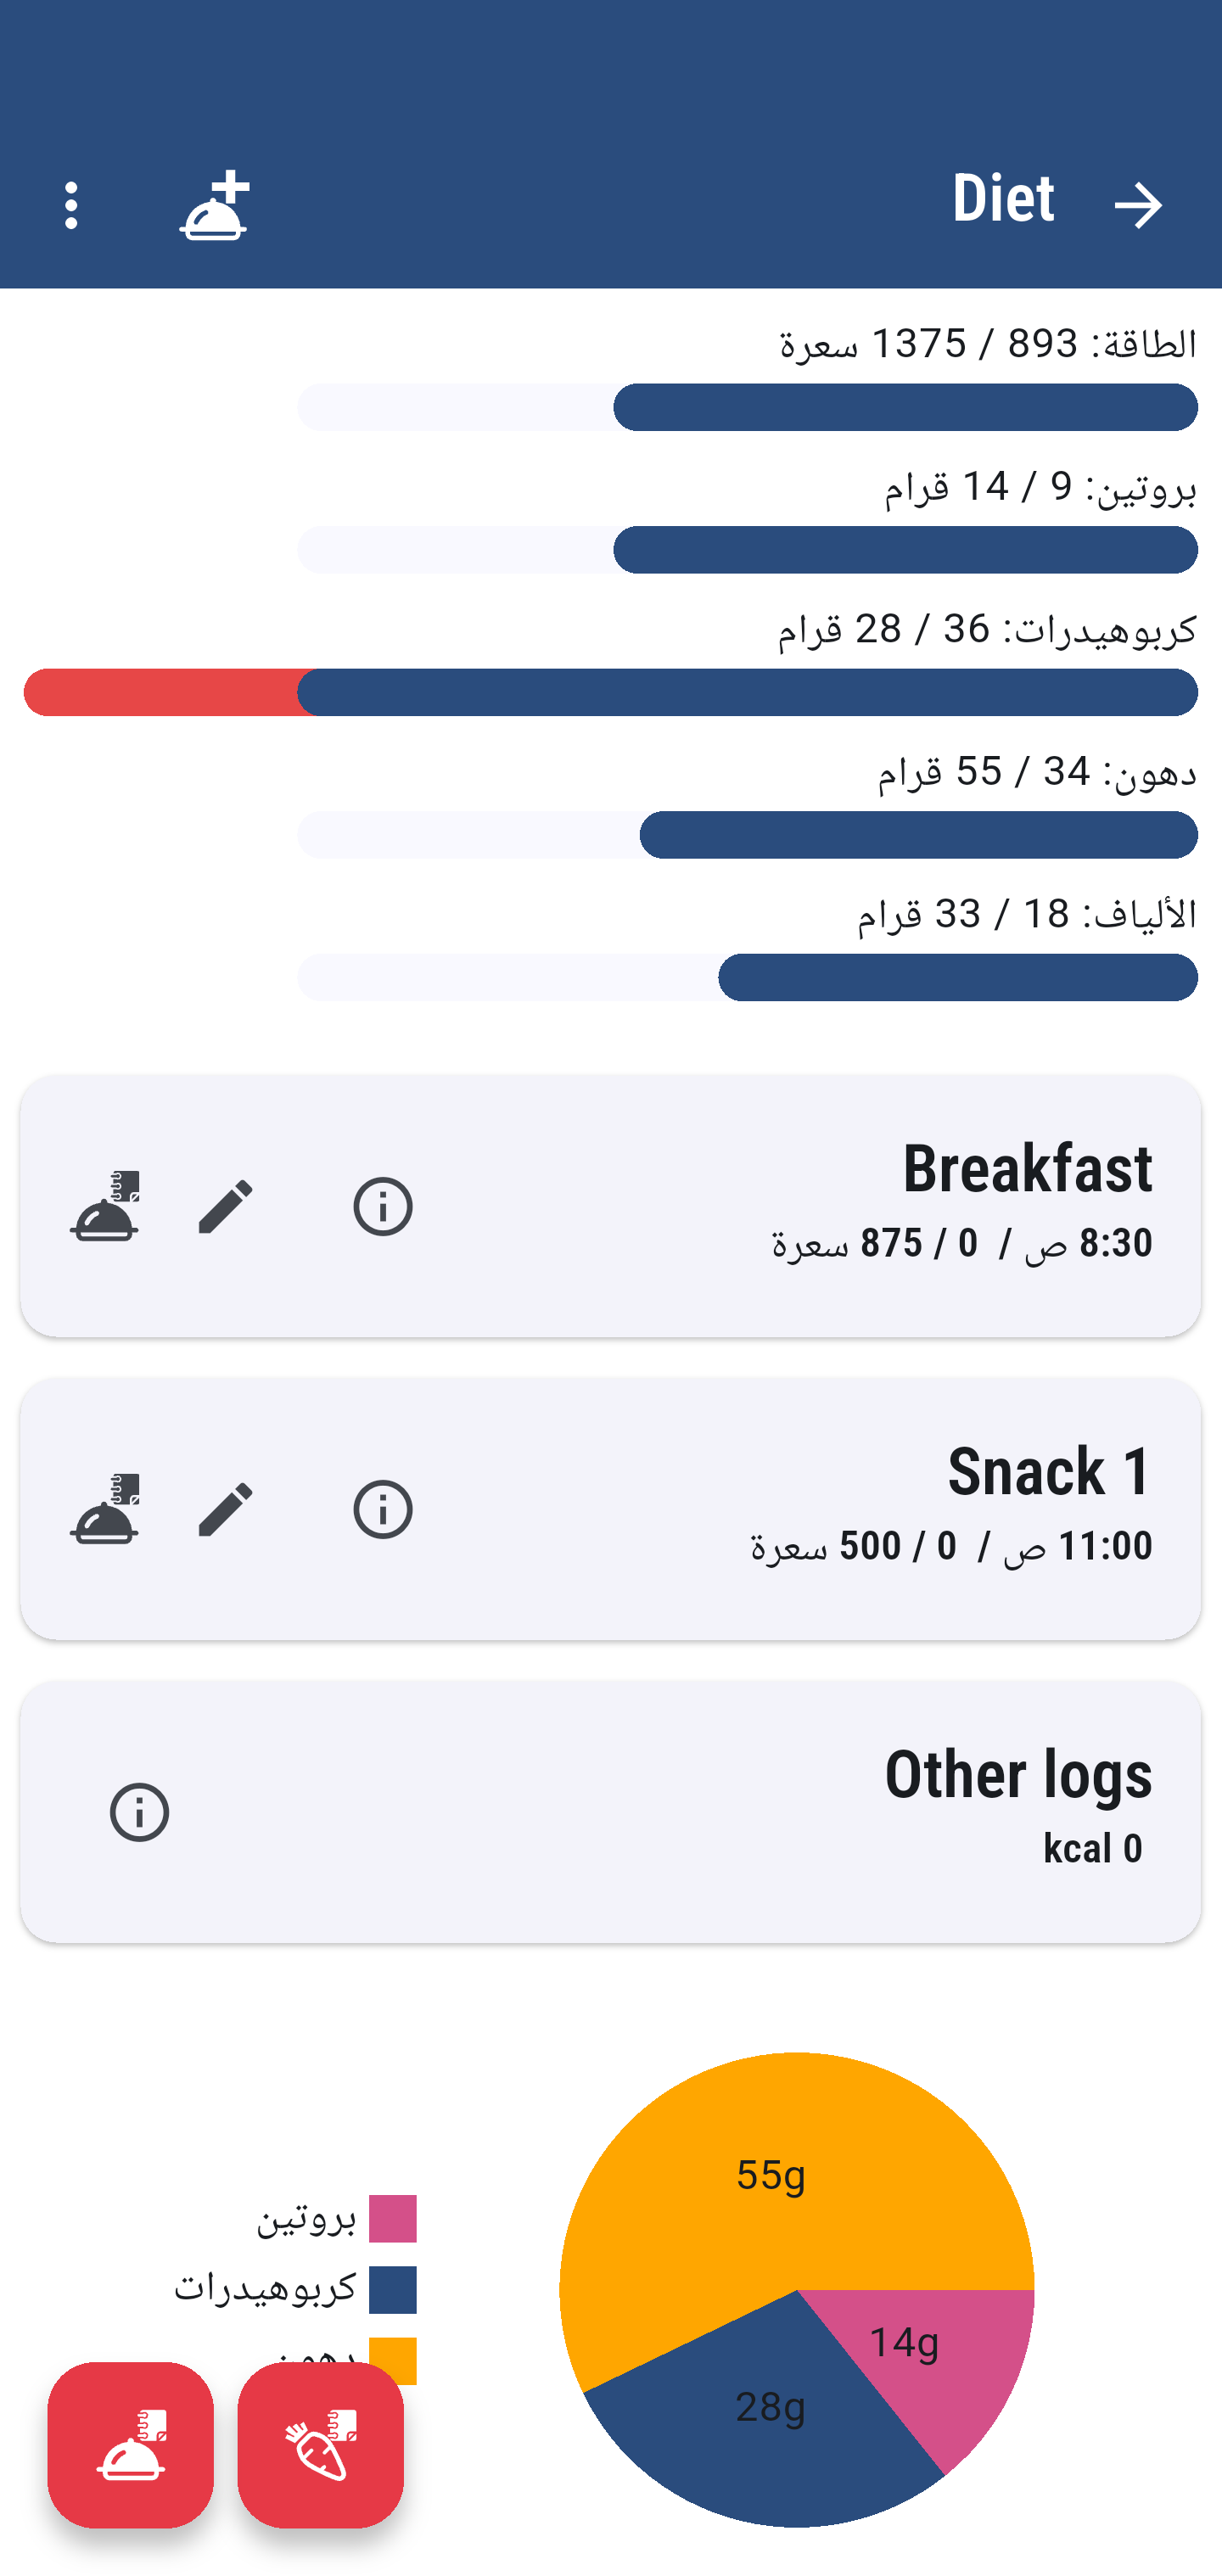 Diet
الطاقة: 893 / 1375 سعرة
بروتين: 9 / 14 قرام
كربوهيدرات: 36 / 28 قرام
دهون: 34 / 55 قرام
الألياف: 18 / 33 قرام
Breakfast
8:30 ص / 0 / 875 سعرة
Snack 1
11:00 ص / 0 / 500 سعرة
Other logs
kcal 0
55g
14g
28g
بروتين
كربوهيدرات
دهون